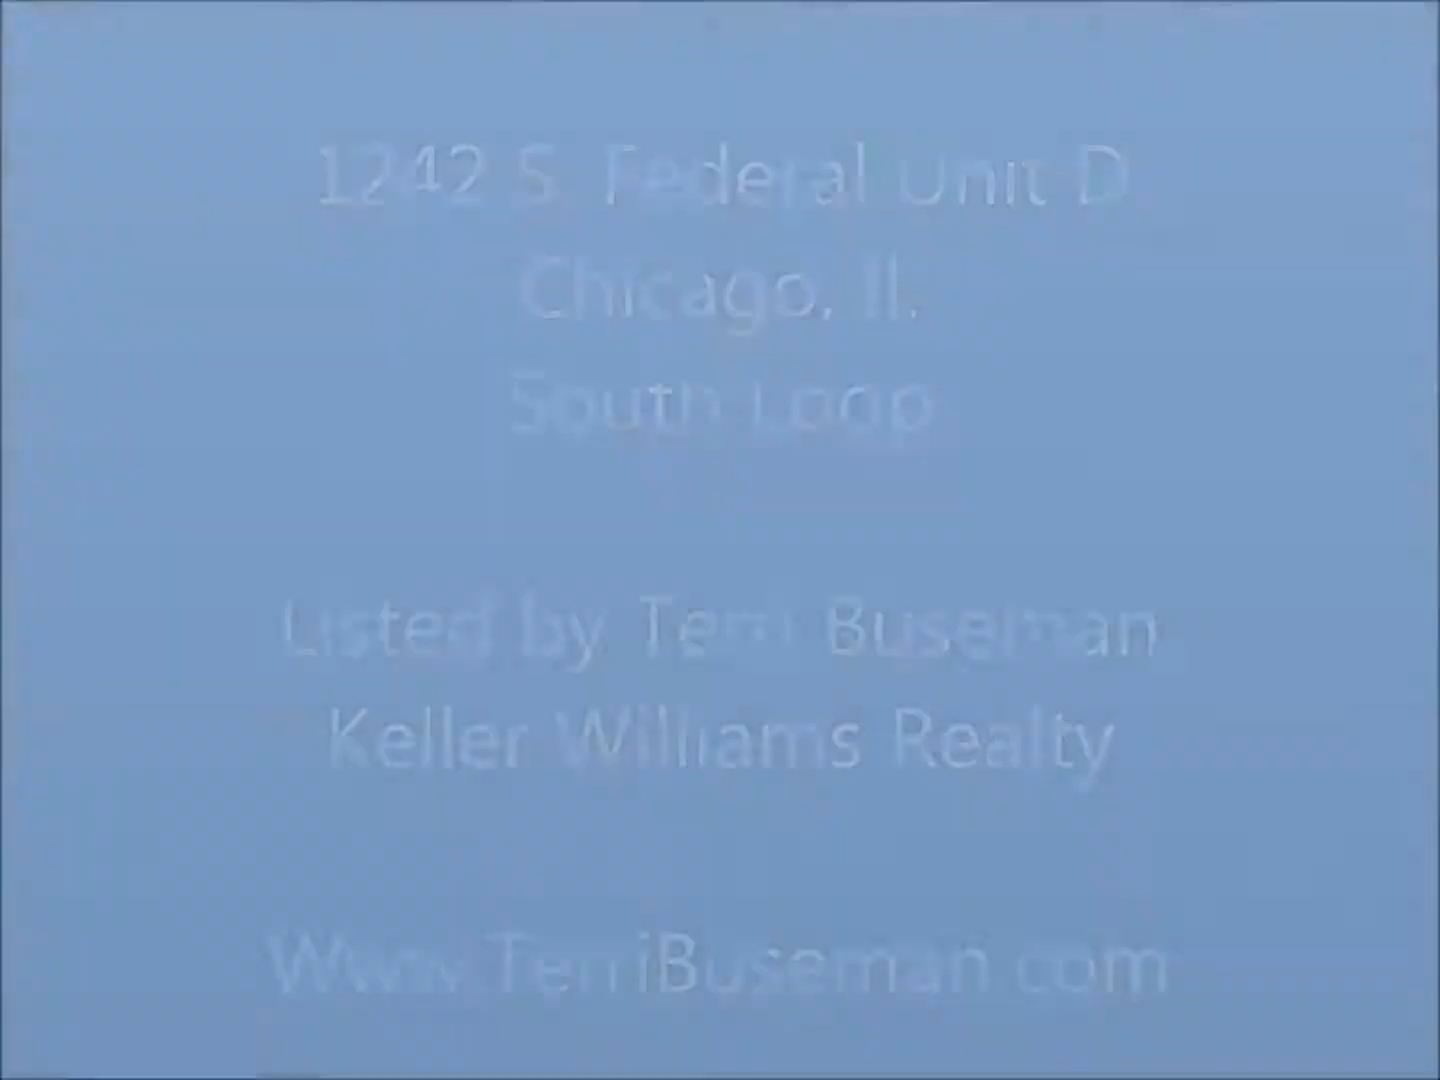 1242 S. Federal Unit D
Chicago, Il.
South Loop
Listed by Terri Buseman
Keller Williams Realty
Www.TerriBuseman.com